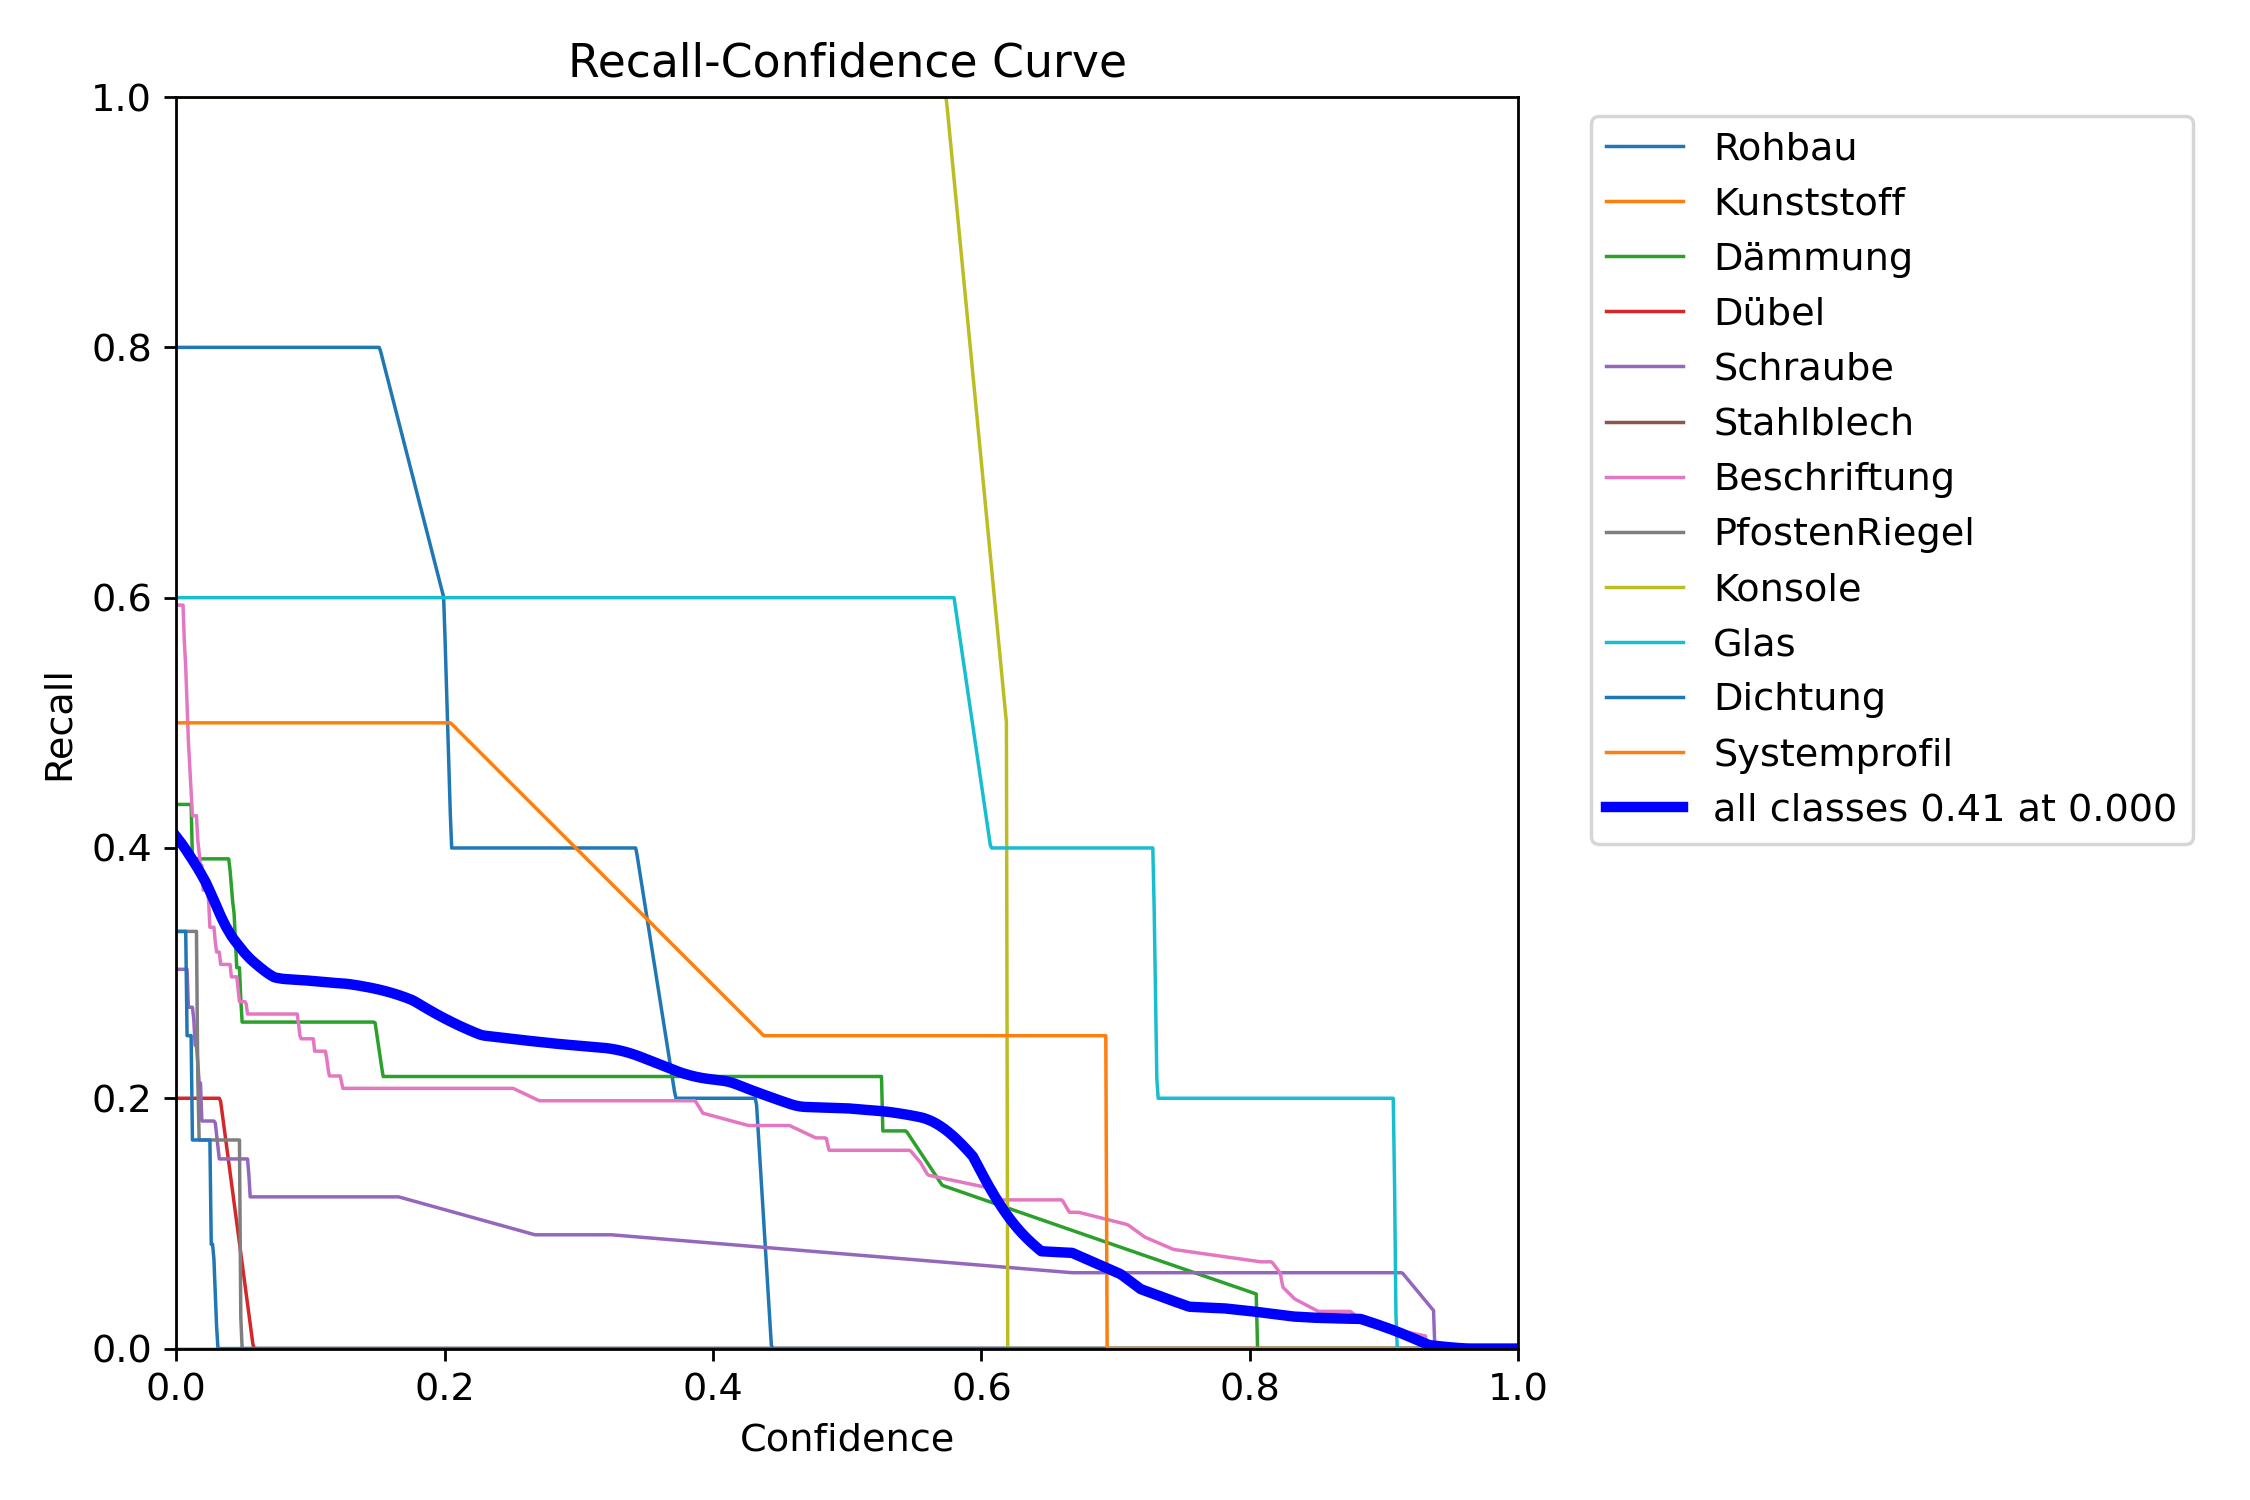 Recall-Confidence Curve
1.0
0.8
0.6
0.4
0.2
0.0
Recall
0.0 0.2 0.4 0.6 0.8 1.0
Confidence
Rohbau
Kunststoff
Dämmung
Dübel
Schraube
Stahlblech
Beschriftung
PfostenRiegel
Konsole
Glas
Dichtung
Systemprofil
all classes 0.41 at 0.000